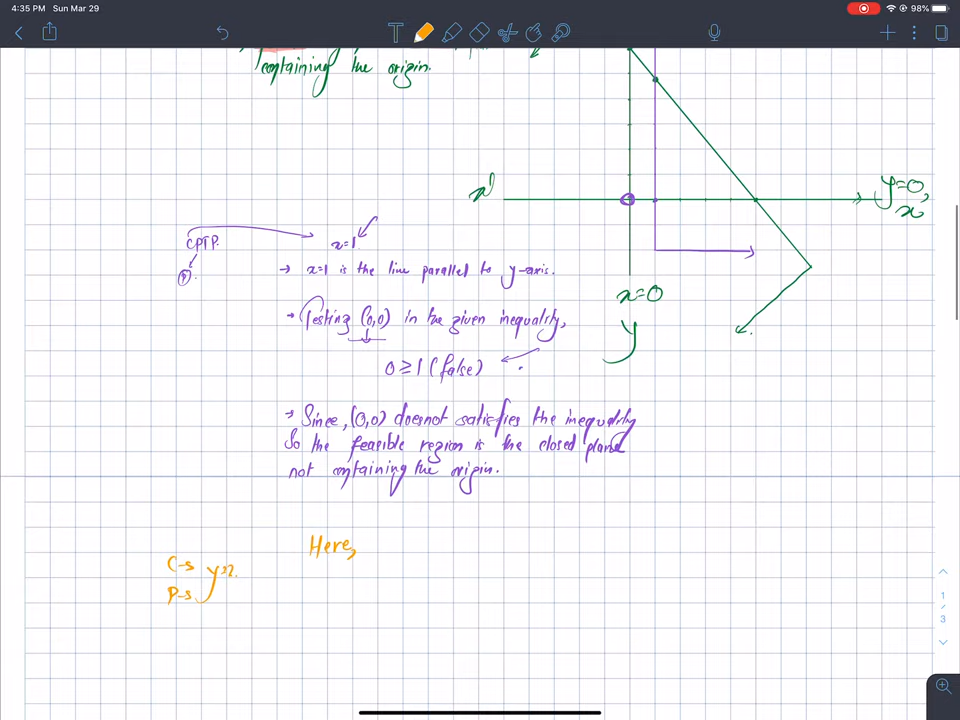 4:35 PM Sun Mar 29
98%
T
containing the origin.
x'
y=0,
x
CPTP.
x=1
→ x=1 is the line parallel to y-axis.
x=0
y
→ Testing (0,0) in the given inequality,
0≥1 (false)
→ Since, (0,0) doesnot satisfies the inequality
So the feasible region is the closed plane
not containing the origin.
Here,
C-s
P-s
1
/
3